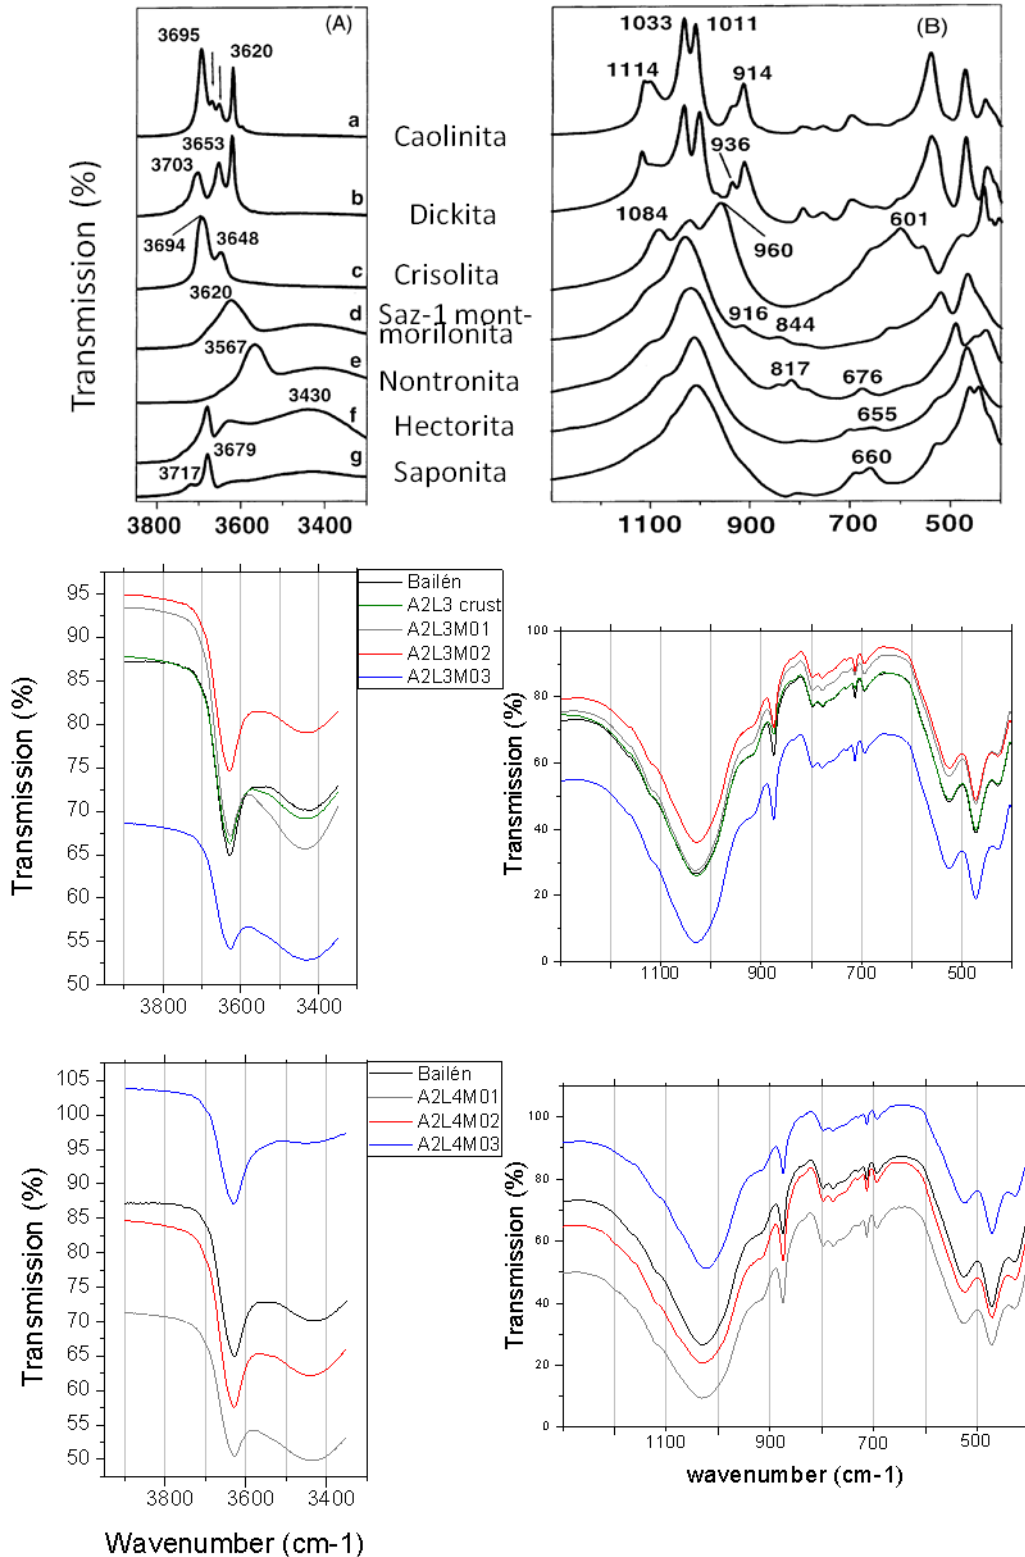 (A)
3695
3620
a
3653
3703
b
3694
3648
c
3620
d
3567
e
3430
f
3679
g
3717
3800
3600
3400
Transmission (%)
Caolinita
Dickita
Crisolita
Saz-1 mont-
morilonita
Nontronita
Hectorita
Saponita
(B)
1033
1011
1114
914
936
1084
601
960
916
844
817
676
655
660
1100
900
700
500
Transmission (%)
95
90
85
80
75
70
65
60
55
50
3800
3600
3400
Bailén
A2L3 crust
A2L3M01
A2L3M02
A2L3M03
Transmission (%)
100
80
60
40
20
0
1100
900
700
500
Transmission (%)
105
100
95
90
85
80
75
70
65
60
55
50
3800
3600
3400
Wavenumber (cm-1)
Bailén
A2L4M01
A2L4M02
A2L4M03
Transmission (%)
100
80
60
40
20
0
1100
900
700
500
wavenumber (cm-1)